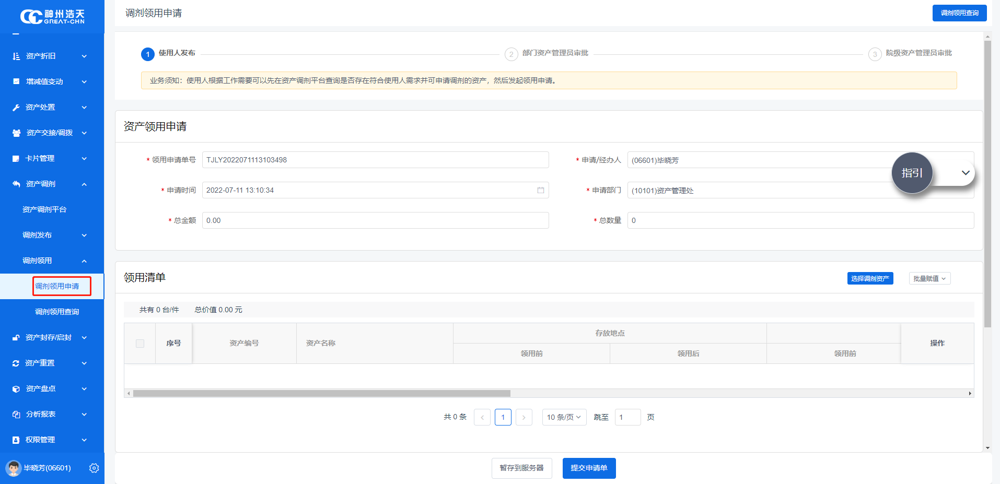 神州浩天
GREAT-CHN
资产折旧
增减值变动
资产处置
资产交接/调拨
卡片管理
资产调剂
资产调剂平台
调剂发布
调剂领用
调剂领用申请
调剂领用查询
资产封存/启封
资产重置
资产盘点
分析报表
权限管理
毕晓芳(06601)
调剂领用申请
调剂领用查询
1 使用人发布
2 部门资产管理员审批
3 院级资产管理员审批
业务须知：使用人根据工作需要可以先在资产调剂平台查询是否存在符合使用人需求并可申请调剂的资产，然后发起领用申请。
资产领用申请
* 领用申请单号 TJLY2022071113103498
* 申请/经办人 (06601)毕晓芳
指引
* 申请时间 2022-07-11 13:10:34
* 申请部门 (10101)资产管理处
* 总金额 0.00
* 总数量 0
领用清单
选择调剂资产
批量赋值
共有 0 台/件 总价值 0.00 元
序号 资产编号 资产名称 存放地点 操作
领用前 领用后 领用前
共 0 条 1 10 条/页 跳至 1 页
暂存到服务器
提交申请单